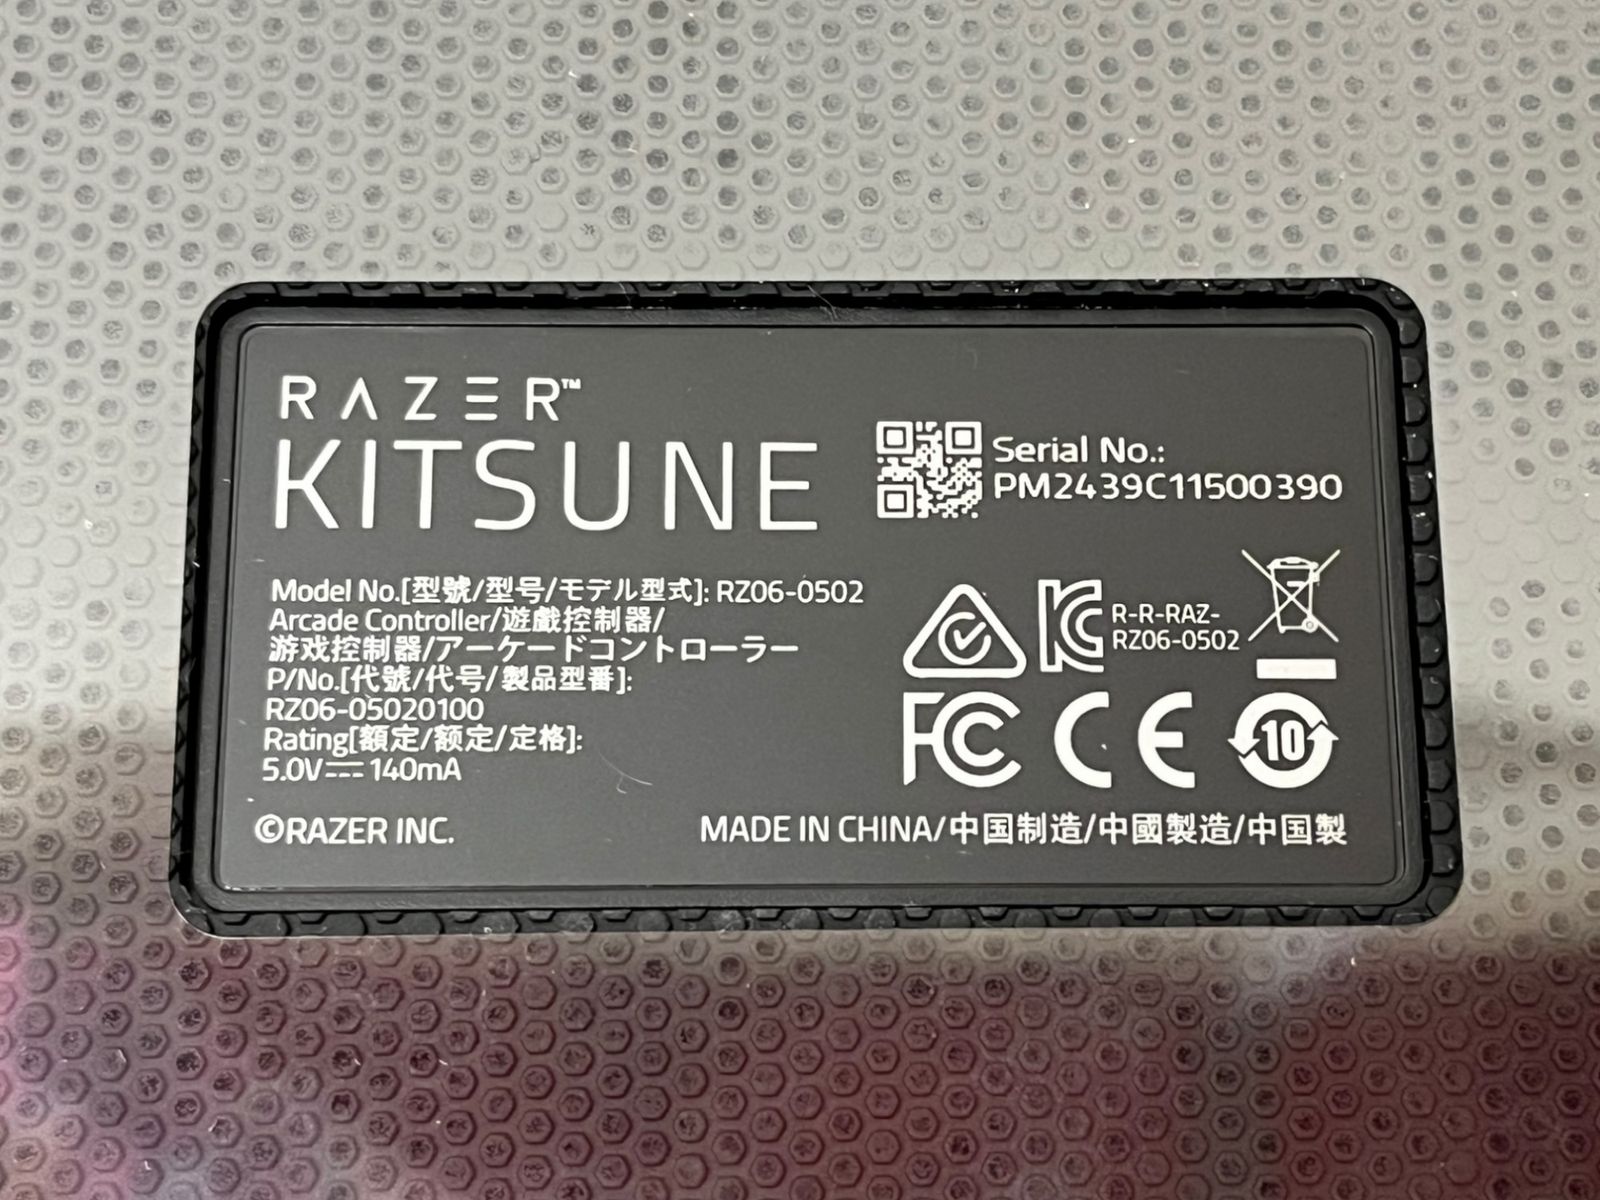 RAZER™
KITSUNE
Serial No.:
PM2439C11500390
Model No.[型號/型号/モデル型式]: RZ06-0502
Arcade Controller/遊戲控制器/
游戏控制器/アーケードコントローラー
P/No.[代號/代号/製品型番]:
RZ06-05020100
Rating[額定/额定/定格]:
5.0V⎓140mA
R-R-RAZ-
RZ06-0502
FC CE 10
©RAZER INC.
MADE IN CHINA/中国制造/中國製造/中国製